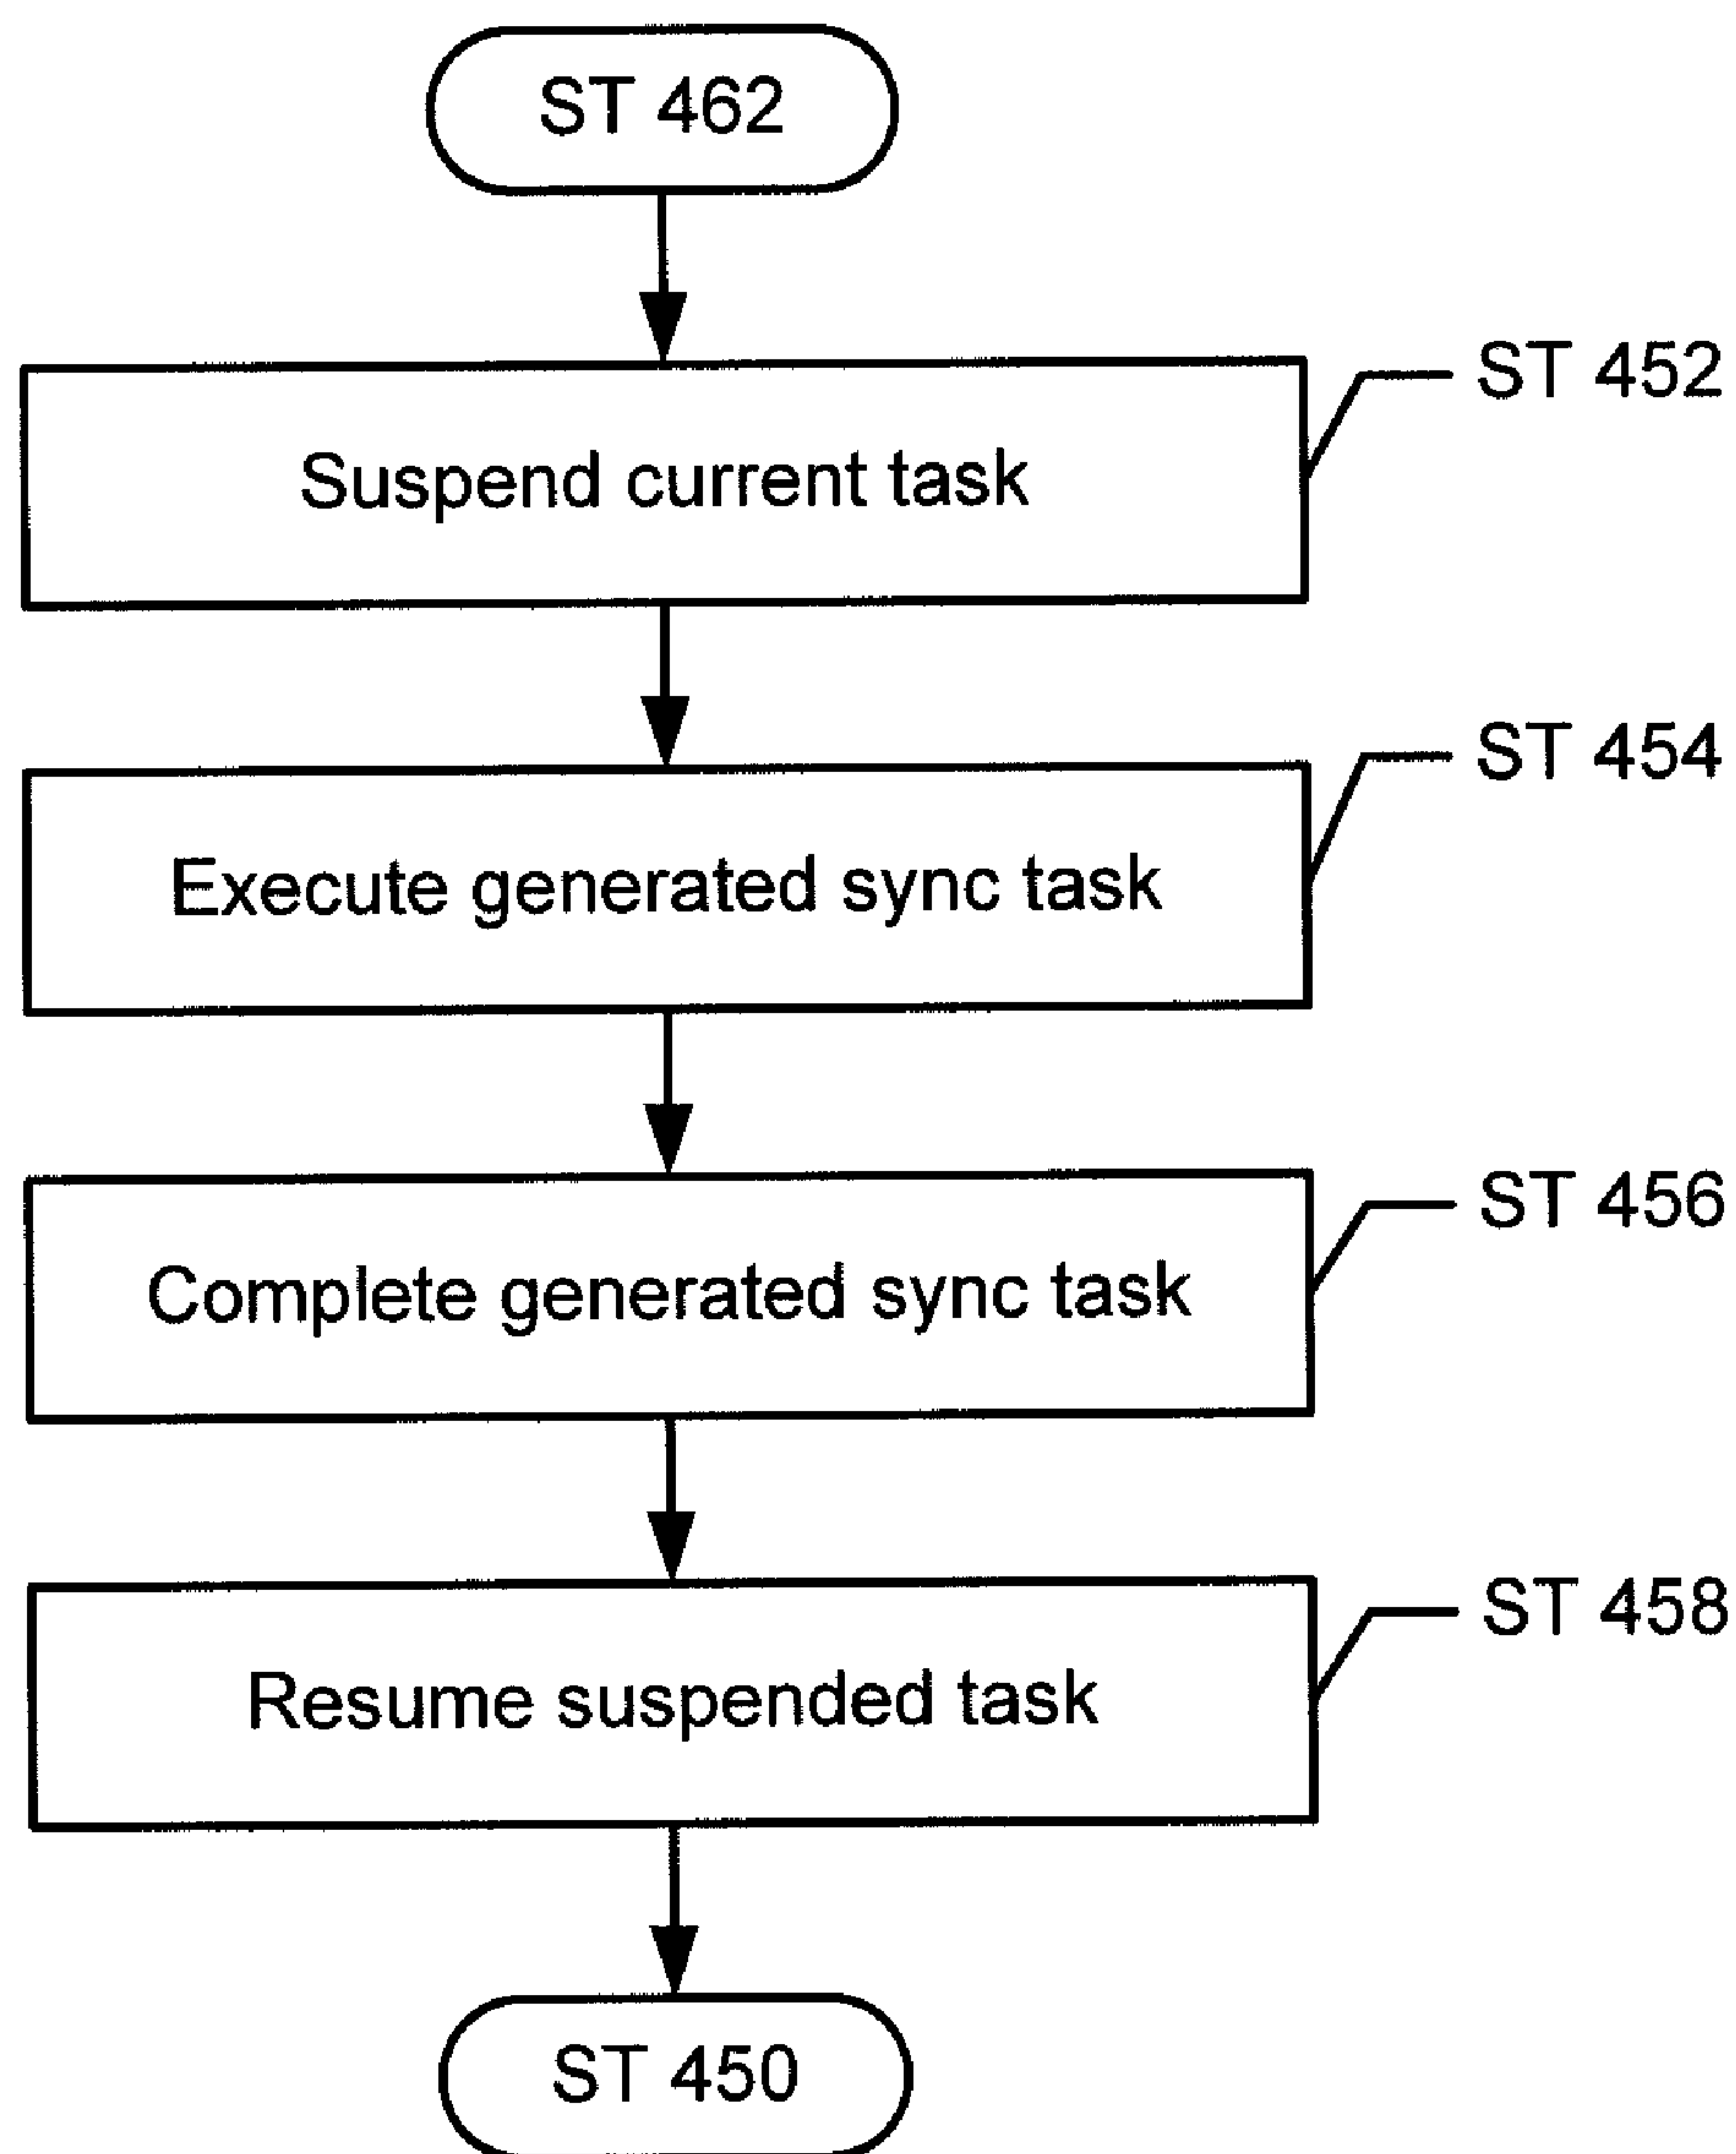 ST 462
ST 452
Suspend current task
ST 454
Execute generated sync task
ST 456
Complete generated sync task
ST 458
Resume suspended task
ST 450